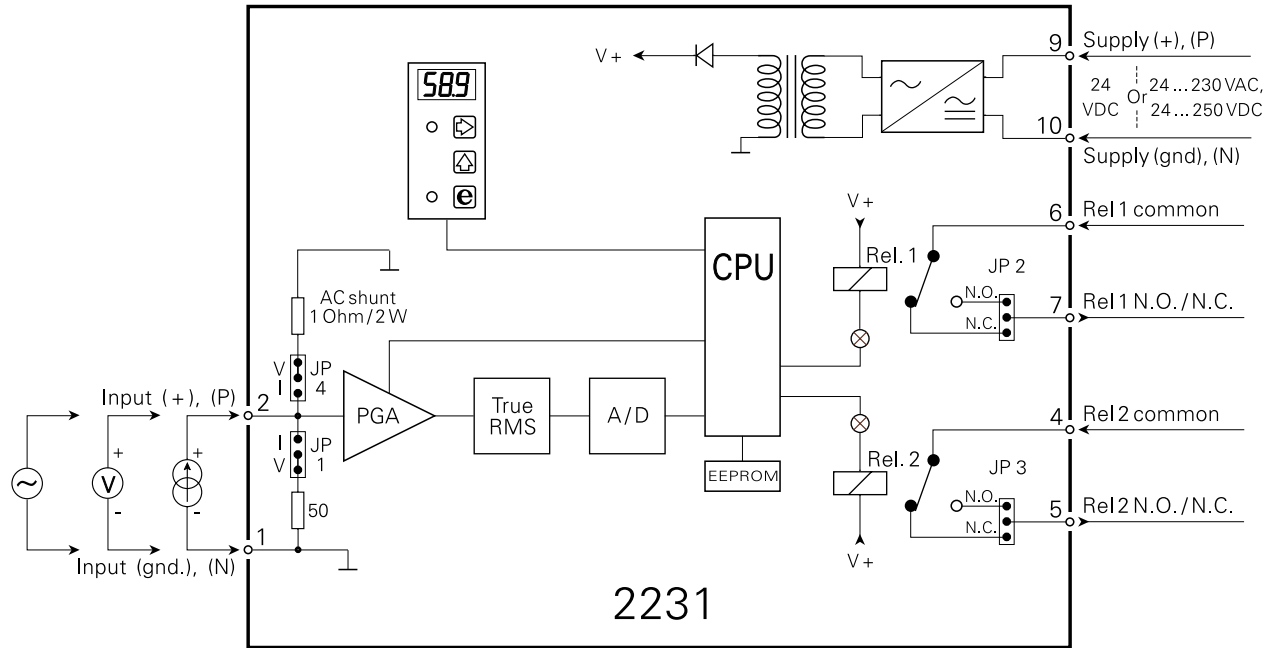 58.9
e
V+
9
Supply (+), (P)
24 VDC
Or
24...230 VAC,
24...250 VDC
10
Supply (gnd), (N)
6
Rel 1 common
V+
Rel. 1
JP 2
N.O.
N.C.
7
Rel 1 N.O./N.C.
CPU
AC shunt
1 Ohm/2W
V
I
JP
4
Input (+), (P)
2
PGA
True
RMS
A/D
I
V
JP
1
50
V
+
-
+
-
1
Input (gnd.), (N)
EEPROM
4
Rel 2 common
Rel. 2
JP 3
N.O.
N.C.
5
Rel 2 N.O./N.C.
V+
2231